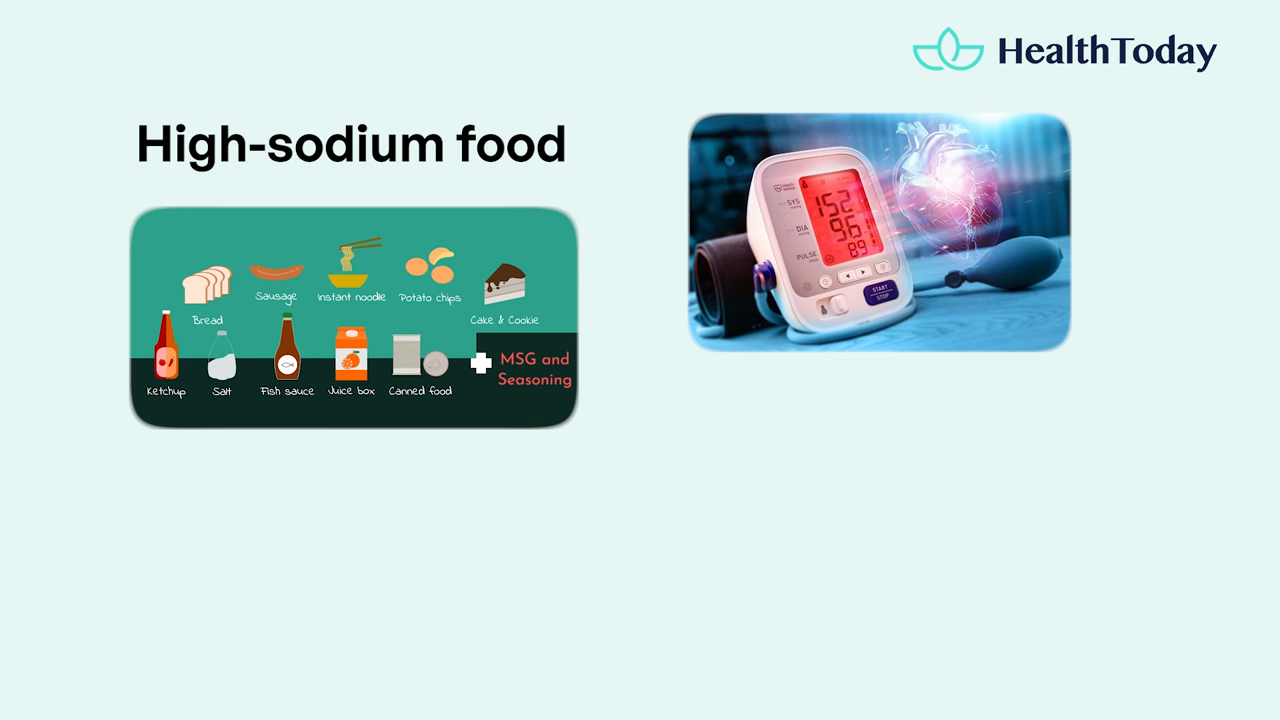 HealthToday
High-sodium food
Sausage
Instant noodle
Potato chips
Bread
Cake & Cookie
MSG and
Seasoning
Ketchup
Salt
Fish sauce
Juice box
Canned food
SYS
152
DIA
96
PULSE
89
START
STOP